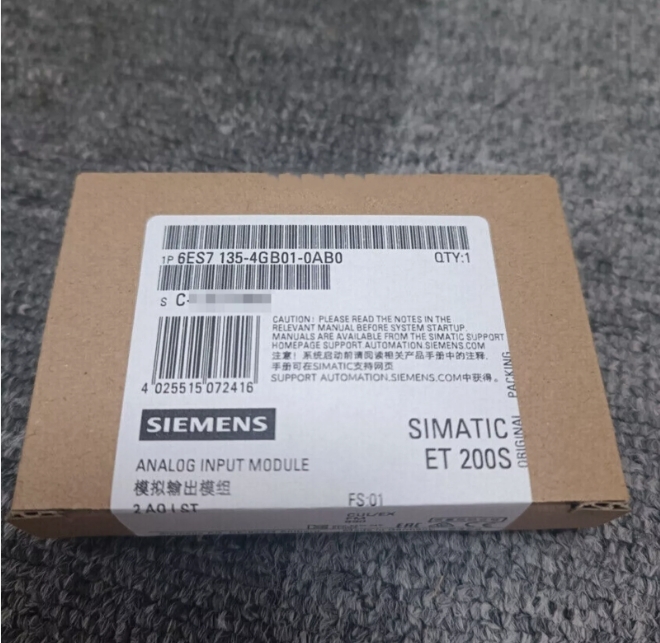 1P 6ES7 135-4GB01-0AB0 QTY:1
S C-
CAUTION! PLEASE READ THE NOTES IN THE
RELEVANT MANUAL BEFORE SYSTEM STARTUP.
MANUALS ARE AVAILABLE FROM THE SIMATIC SUPPORT
HOMEPAGE SUPPORT.AUTOMATION.SIEMENS.COM
注意!系统启动前请阅读相关产品手册中的注释,
手册可在SIMATIC支持网页
SUPPORT AUTOMATION.SIEMENS.COM中获得。
4 025515 072416
ORIGINAL PACKING
SIEMENS
SIMATIC
ET 200S
ANALOG INPUT MODULE
模拟输出模组
2 AO I ST
FS:01
EAC CE